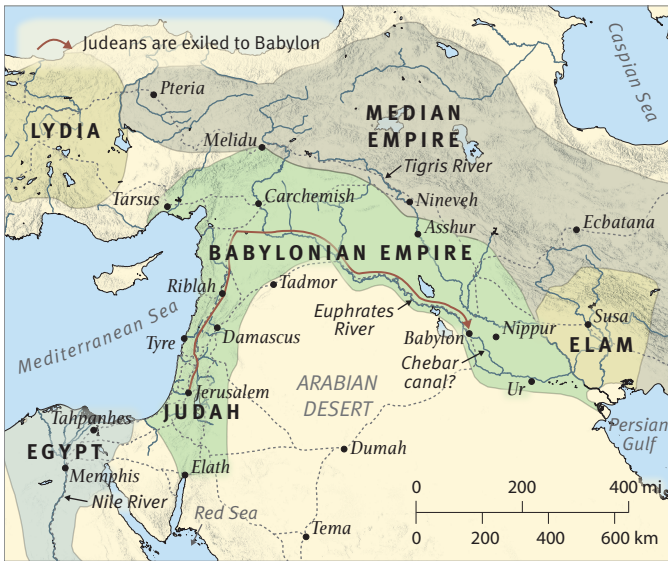 Judeans are exiled to Babylon
Caspian Sea
Pteria
LYDIA
MEDIAN
EMPIRE
Melidu
Tigris River
Tarsus
Carchemish
Nineveh
Asshur
Ecbatana
BABYLONIAN EMPIRE
Riblah
Tadmor
Mediterranean Sea
Euphrates
River
Susa
Tyre
Damascus
Babylon
Nippur
ELAM
Chebar
canal?
Jerusalem
ARABIAN
DESERT
Ur
JUDAH
Tahpanhes
Persian
Gulf
EGYPT
Dumah
Memphis
Elath
Nile River
Red Sea
Tema
0 200 400 mi
0 200 400 600 km